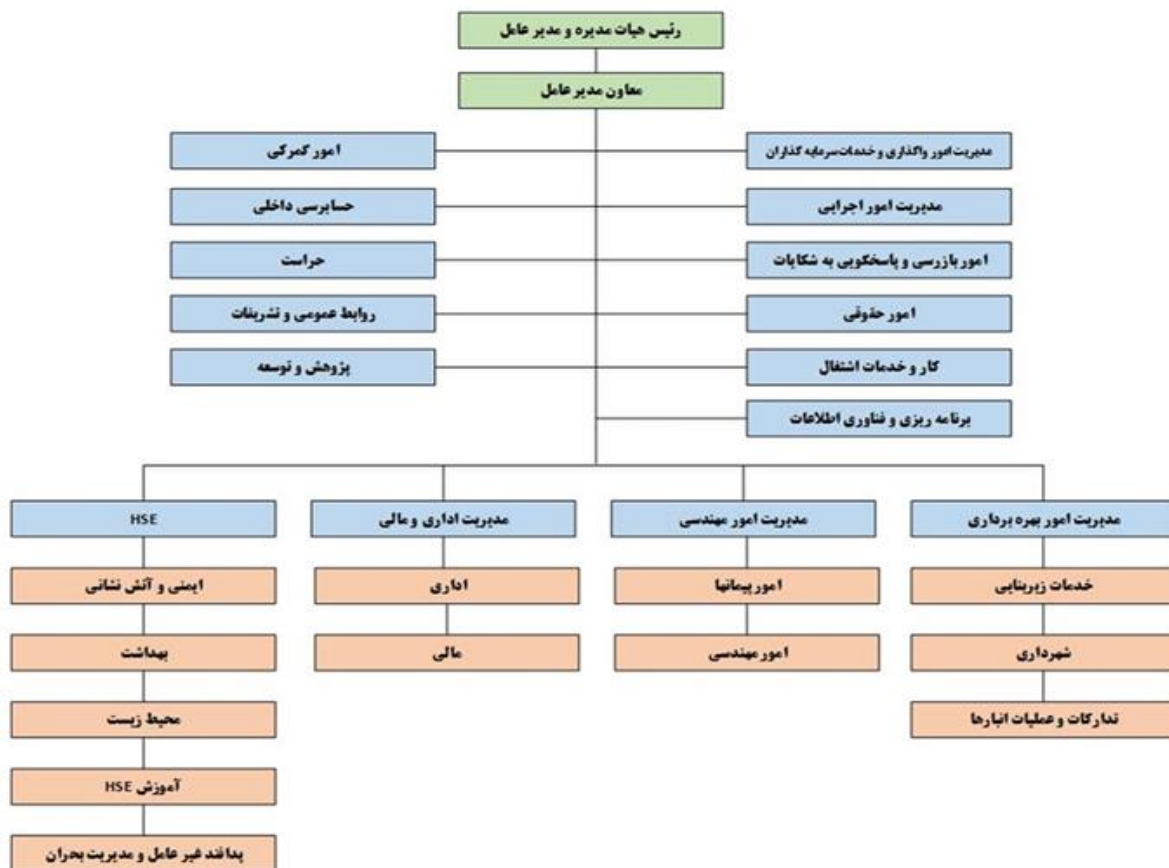 رئیس هیات مدیره و مدیر عامل
معاون مدیر عامل
مدیریت امور واگذاری و خدمات سرمایه گذاران
امور گمرکی
مدیریت امور اجرایی
حسابرسی داخلی
امور بازرسی و پاسخگویی به شکایات
حراست
امور حقوقی
روابط عمومی و تشریفات
کار و خدمات اشتغال
پژوهش و توسعه
برنامه ریزی و فناوری اطلاعات
مدیریت امور بهره برداری
مدیریت امور مهندسی
مدیریت اداری و مالی
HSE
خدمات زیربنایی
امور پیمانها
اداری
ایمنی و آتش نشانی
شهرداری
امور مهندسی
مالی
بهداشت
تدارکات و عملیات انبارها
محیط زیست
آموزش HSE
پدافند غیر عامل و مدیریت بحران